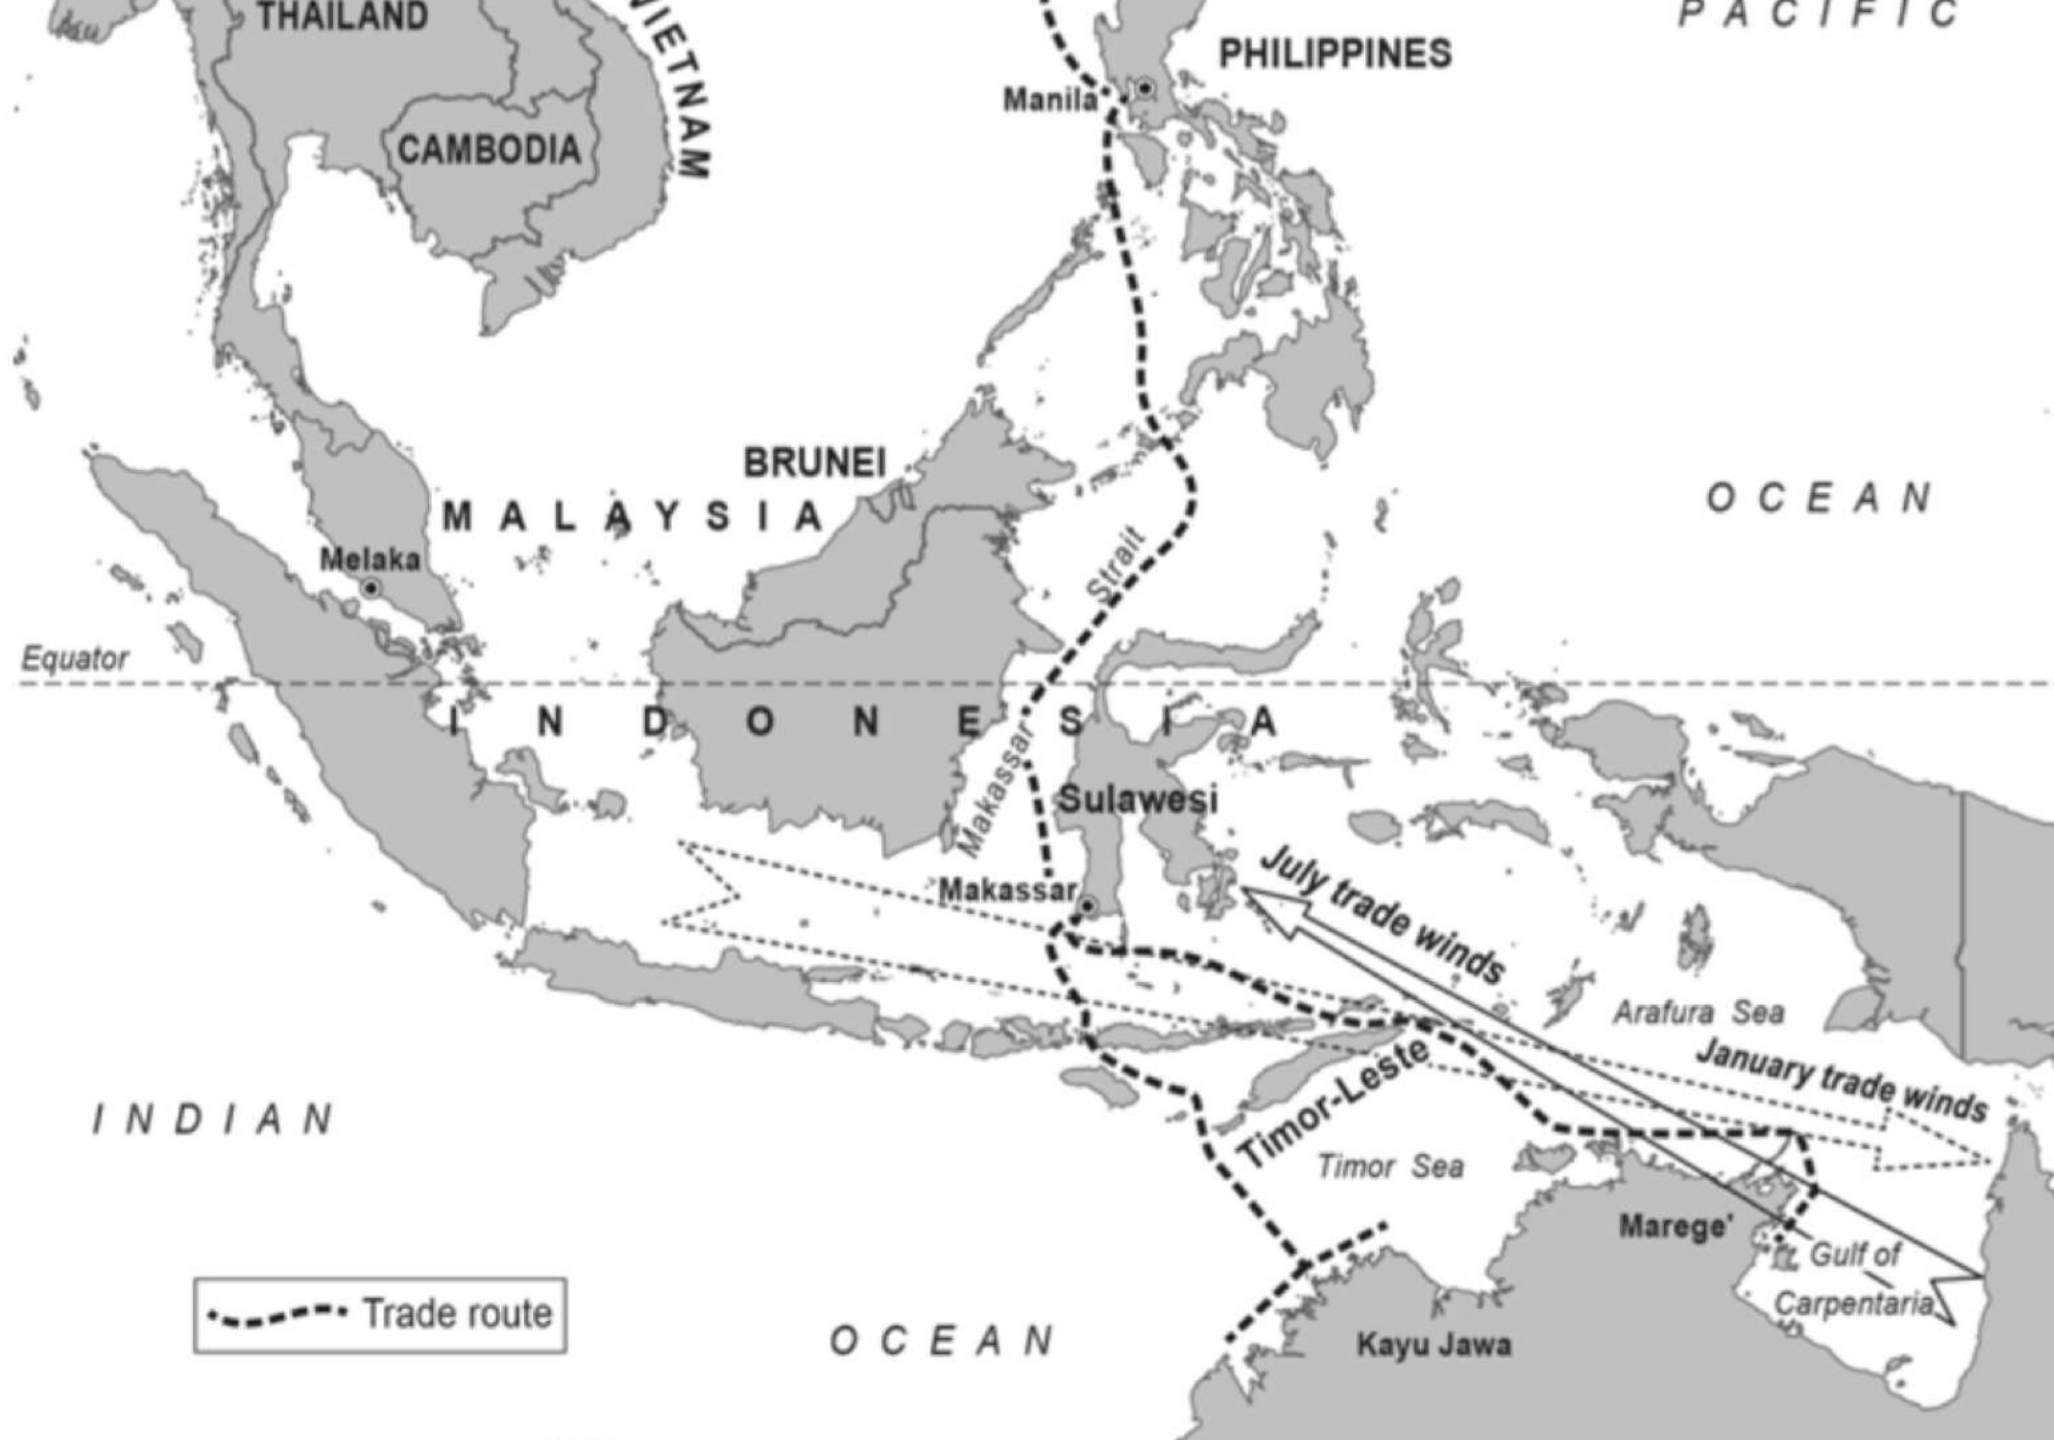 PACIFIC
THAILAND
VIETNAM
PHILIPPINES
Manila
CAMBODIA
BRUNEI
OCEAN
MALAYSIA
Melaka
Strait
Equator
INDONESIA
Makassar
Sulawesi
July trade winds
Makassar
Arafura Sea
January trade winds
Timor-Leste
INDIAN
Timor Sea
Marege'
Gulf of
Carpentaria
Trade route
OCEAN
Kayu Jawa